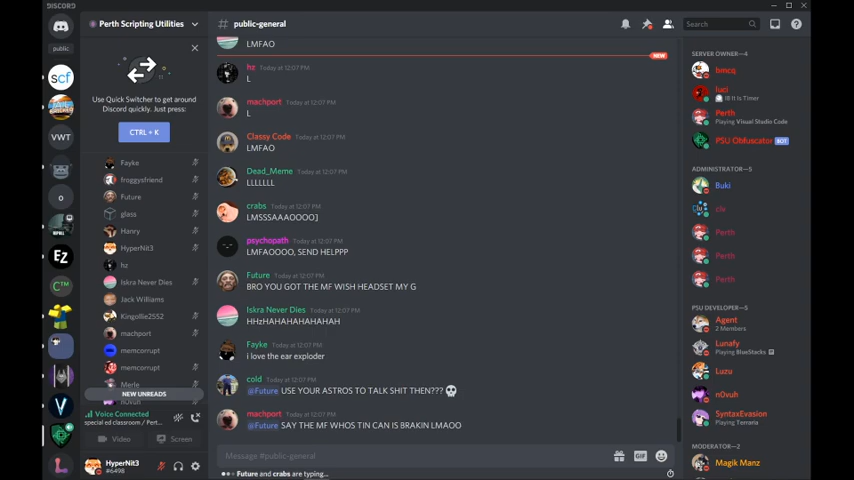 DISCORD
public
Perth Scripting Utilities
Use Quick Switcher to get around
Discord quickly. Just press:
CTRL + K
Fayke
froggysfriend
Future
glass
Hanry
HyperNit3
hz
Iskra Never Dies
Jack Williams
Kingollie2552
machport
memcorrupt
memcorrupt
Merle
NEW UNREADS
n0vuh
Voice Connected
special ed classroom / Pert...
Video
Screen
HyperNit3
#6498
scf
VWT
o
EZ
C™
# public-general
Search
LMFAO
NEW
hz Today at 12:07 PM
L
machport Today at 12:07 PM
L
Classy Code Today at 12:07 PM
LMFAO
Dead_Meme Today at 12:07 PM
LLLLLLL
crabs Today at 12:07 PM
LMSSSAAAOOOO]
psychopath Today at 12:07 PM
LMFAOOOO, SEND HELPPP
Future Today at 12:07 PM
BRO YOU GOT THE MF WISH HEADSET MY G
Iskra Never Dies Today at 12:07 PM
HHzHAHAHAHAHAHAH
Fayke Today at 12:07 PM
i love the ear exploder
cold Today at 12:07 PM
@Future USE YOUR ASTROS TO TALK SHIT THEN??? 💀
machport Today at 12:07 PM
@Future SAY THE MF WHOS TIN CAN IS BRAKIN LMAOO
Message #public-general
GIF
Future and crabs are typing...
SERVER OWNER—4
bmcq
luci
It Is Timer
Perth
Playing Visual Studio Code
PSU Obfuscator BOT
ADMINISTRATOR—5
Buki
clv
Perth
Perth
Perth
PSU DEVELOPER—5
Agent
2 Members
Lunafy
Playing BlueStacks
Luzu
n0vuh
SyntaxEvasion
Playing Terraria
MODERATOR—2
Magik Manz